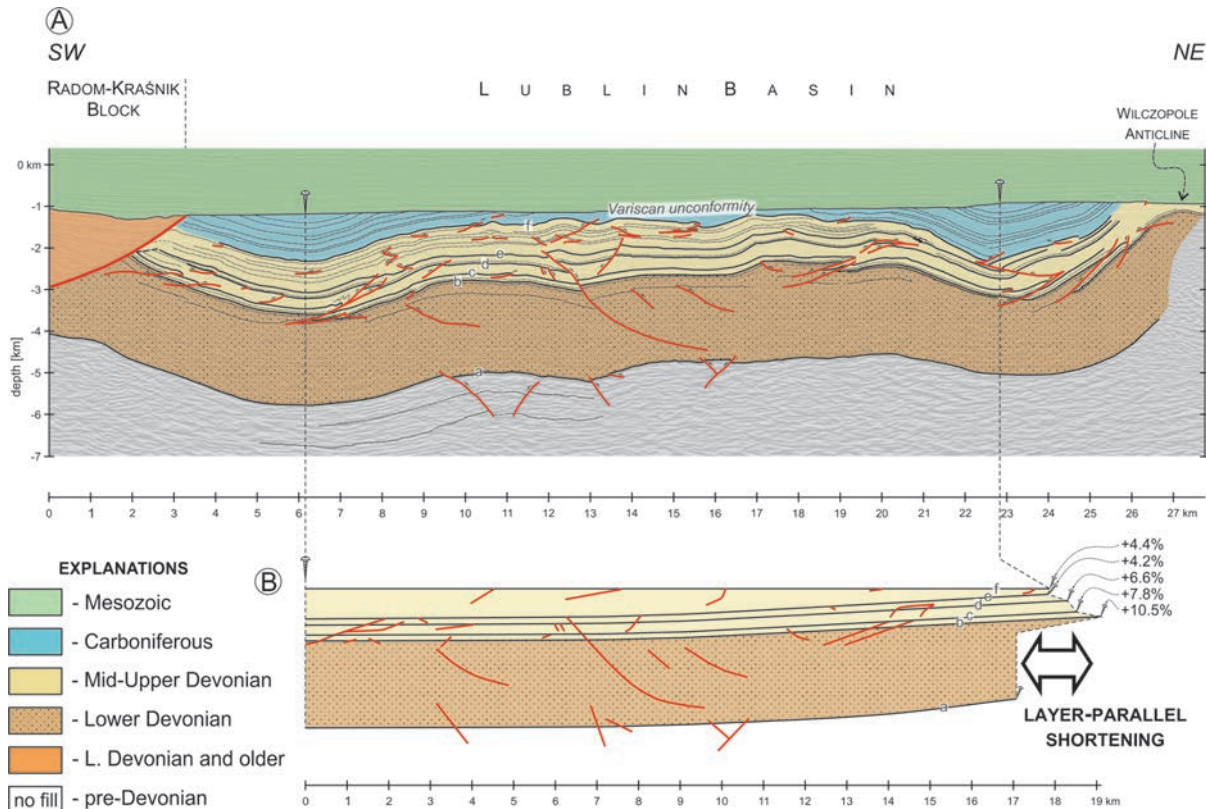 A
SW
NE
RADOM-KRAŚNIK
BLOCK
LUBLIN BASIN
WILCZOPOLE
ANTICLINE
0 km
-1
-2
-3
-4
-5
-6
-7
depth [km]
Variscan unconformity
f
e
d
c
b
a
0 1 2 3 4 5 6 7 8 9 10 11 12 13 14 15 16 17 18 19 20 21 22 23 24 25 26 27 km
EXPLANATIONS
- Mesozoic
- Carboniferous
- Mid-Upper Devonian
- Lower Devonian
- L. Devonian and older
no fill - pre-Devonian
B
+4.4%
+4.2%
+6.6%
+7.8%
+10.5%
f
e
d
c
b
a
LAYER-PARALLEL
SHORTENING
0 1 2 3 4 5 6 7 8 9 10 11 12 13 14 15 16 17 18 19 km